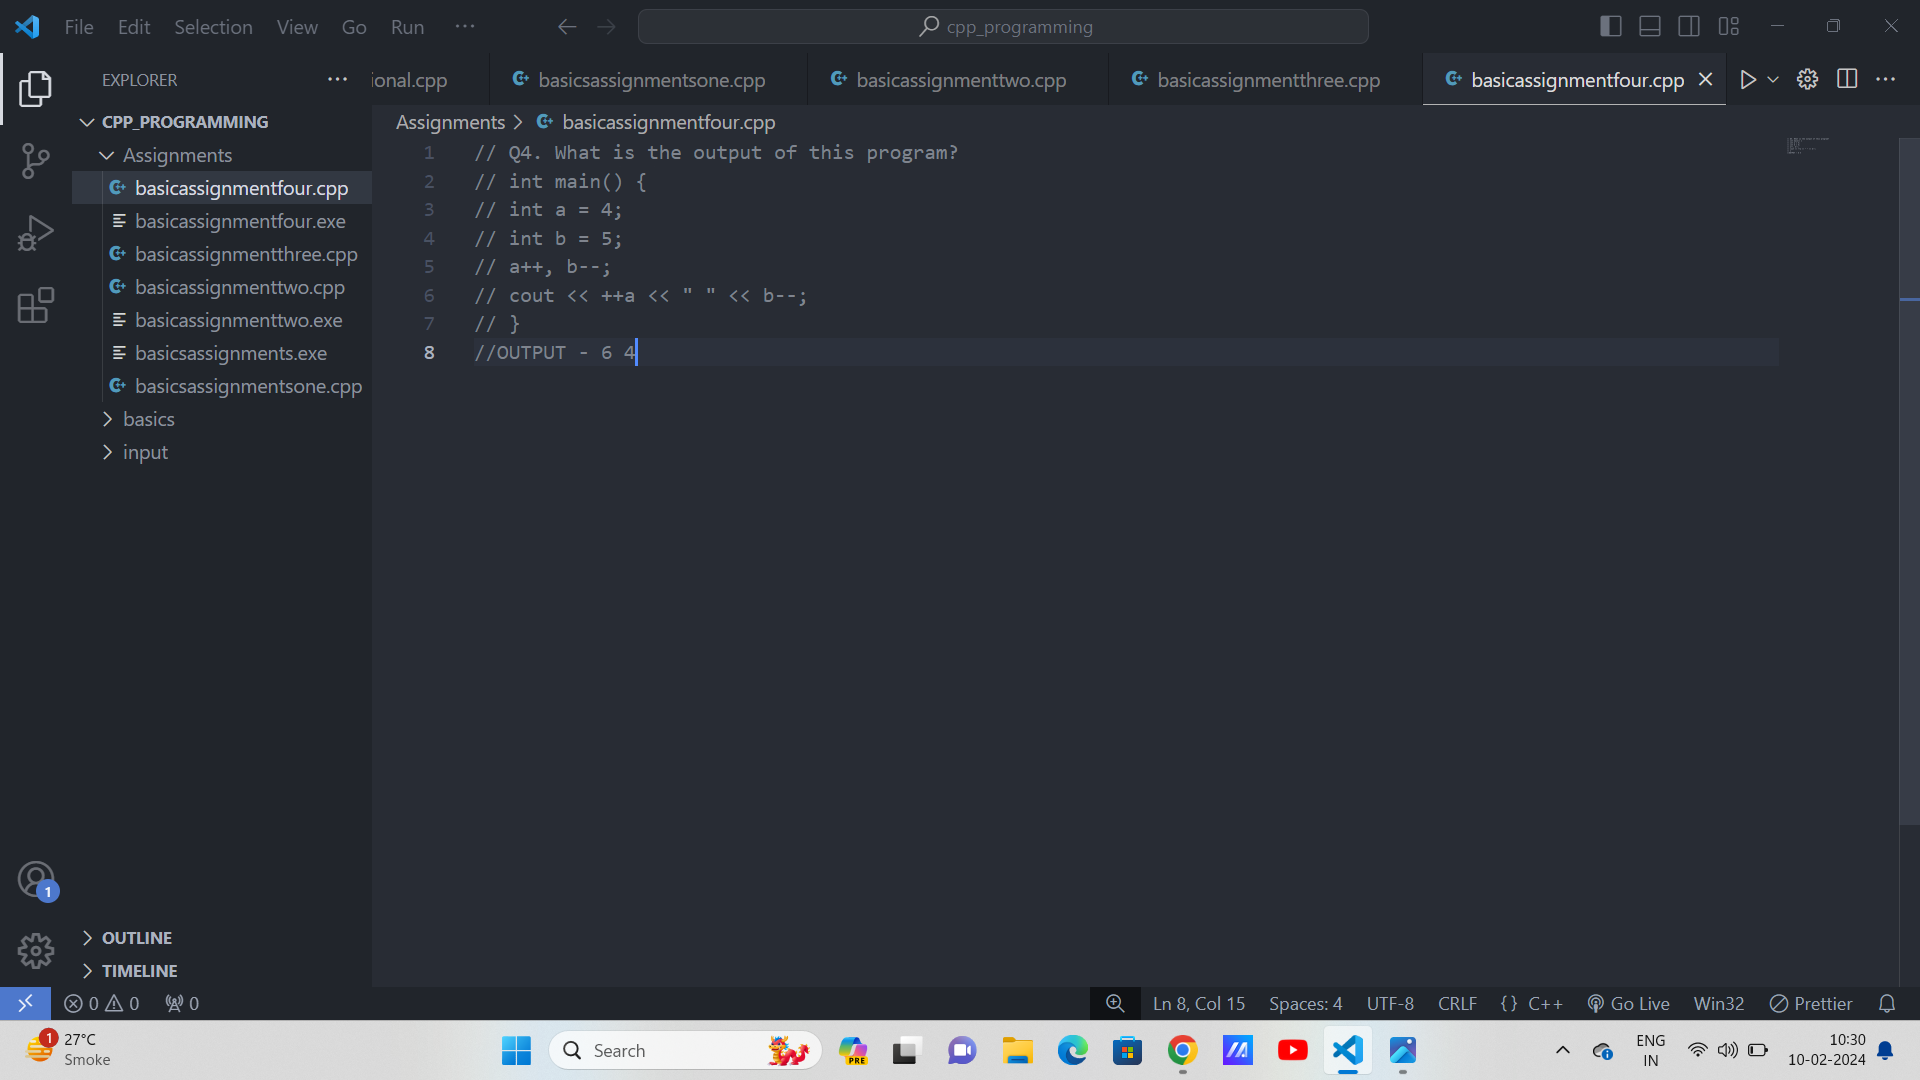 File Edit Selection View Go Run ··· cpp_programming
EXPLORER ··· ional.cpp basicsassignmentsone.cpp basicassignmenttwo.cpp basicassignmentthree.cpp basicassignmentfour.cpp
CPP_PROGRAMMING
Assignments
basicassignmentfour.cpp
basicassignmentfour.exe
basicassignmentthree.cpp
basicassignmenttwo.cpp
basicassignmenttwo.exe
basicsassignments.exe
basicsassignmentsone.cpp
basics
input
Assignments > basicassignmentfour.cpp
1 // Q4. What is the output of this program?
2 // int main() {
3 // int a = 4;
4 // int b = 5;
5 // a++, b--;
6 // cout << ++a << " " << b--;
7 // }
8 //OUTPUT - 6 4
1
OUTLINE
TIMELINE
0 0 0 Ln 8, Col 15 Spaces: 4 UTF-8 CRLF {} C++ Go Live Win32 Prettier
1 27°C
Smoke
Search
PRE
ENG
IN
10:30
10-02-2024